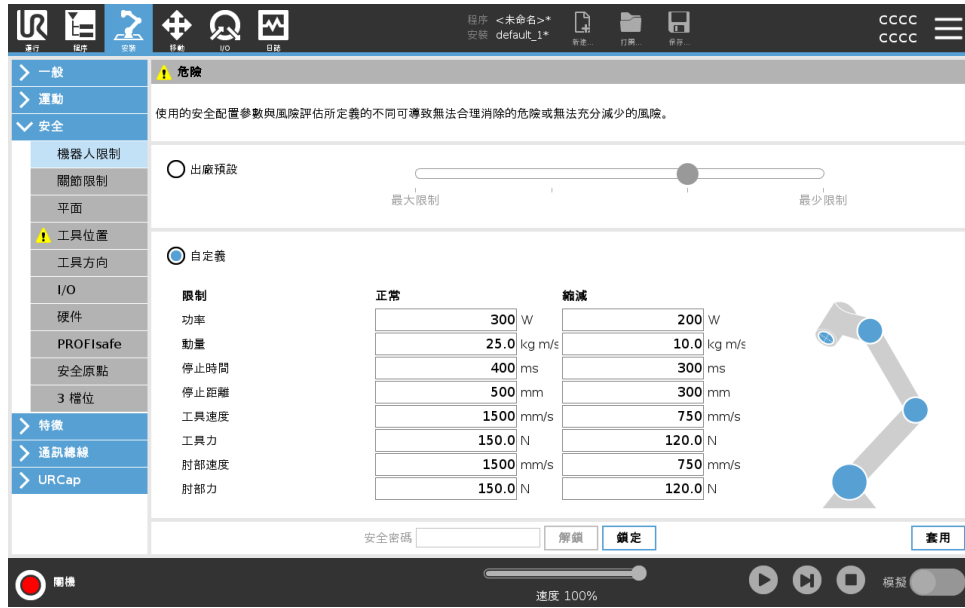 UR
運行
程序
安裝
移動
I/O
日誌
程序 <未命名>*
安裝 default_1*
新建...
打開...
保存...
cccc
cccc
一般
運動
安全
機器人限制
關節限制
平面
工具位置
工具方向
I/O
硬件
PROFIsafe
安全原點
3 檔位
特徵
通訊總線
URCap
危險
使用的安全配置參數與風險評估所定義的不同可導致無法合理消除的危險或無法充分減少的風險。
出廠預設
最大限制 最少限制
自定義
限制 正常 縮減
功率 300 W 200 W
動量 25.0 kg m/s 10.0 kg m/s
停止時間 400 ms 300 ms
停止距離 500 mm 300 mm
工具速度 1500 mm/s 750 mm/s
工具力 150.0 N 120.0 N
肘部速度 1500 mm/s 750 mm/s
肘部力 150.0 N 120.0 N
安全密碼 解鎖 鎖定 套用
關機
速度 100%
模擬